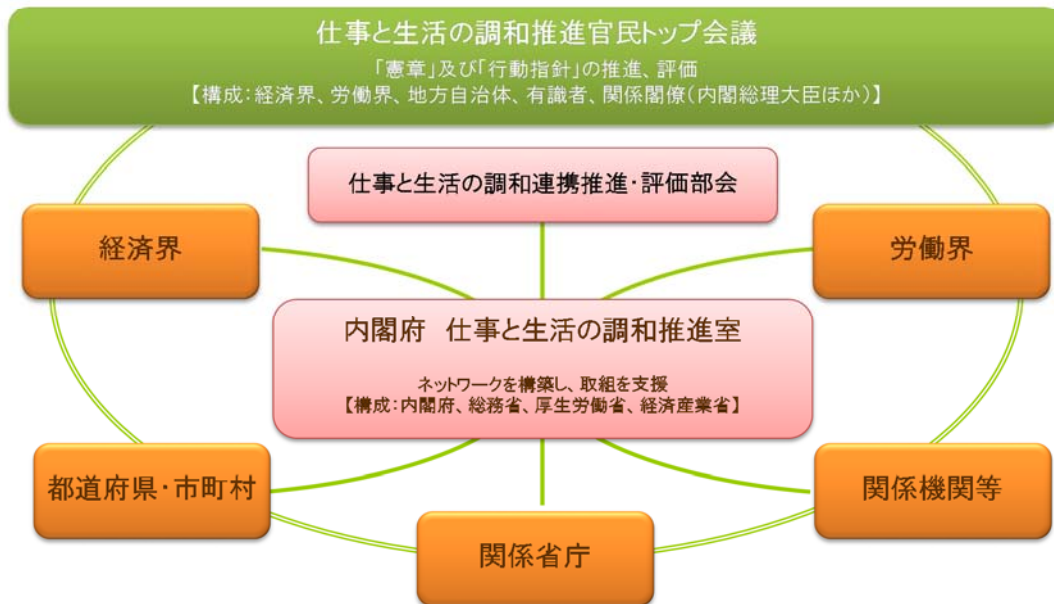 仕事と生活の調和推進官民トップ会議
「憲章」及び「行動指針」の推進、評価
【構成：経済界、労働界、地方自治体、有識者、関係閣僚（内閣総理大臣ほか）】
仕事と生活の調和連携推進・評価部会
経済界
労働界
内閣府　仕事と生活の調和推進室
ネットワークを構築し、取組を支援
【構成：内閣府、総務省、厚生労働省、経済産業省】
都道府県・市町村
関係機関等
関係省庁